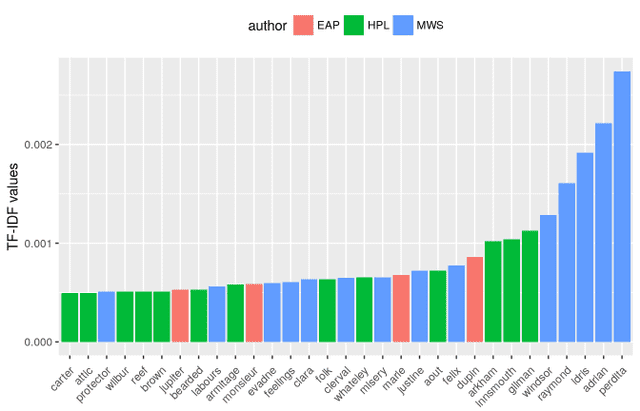 author EAP HPL MWS
TF-IDF values
0.002
0.001
0.000
carter attic protector wilbur reef brown jupiter bearded labours armitage monsieur evadne feelings clara folk clerval whateley misery marie justine aout felix dupin arkham innsmouth gilman windsor raymond idris adrian perdita